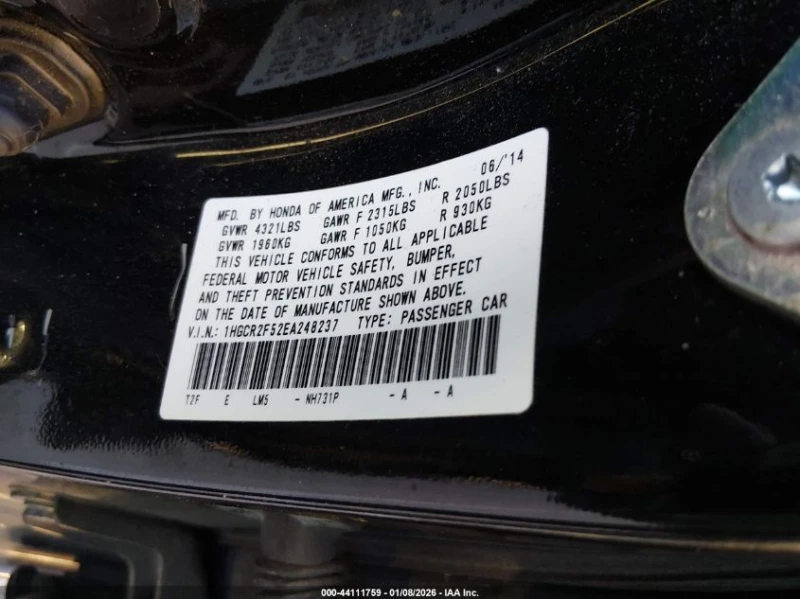 MFD. BY HONDA OF AMERICA MFG., INC. 06/'14
GVWR 4321LBS GAWR F 2315LBS R 2050LBS
GVWR 1960KG GAWR F 1050KG R 930KG
THIS VEHICLE CONFORMS TO ALL APPLICABLE
FEDERAL MOTOR VEHICLE SAFETY, BUMPER,
AND THEFT PREVENTION STANDARDS IN EFFECT
ON THE DATE OF MANUFACTURE SHOWN ABOVE.
V.I.N.: 1HGCR2F52EA248237 TYPE: PASSENGER CAR
T2F E LM5 - NH731P - A - A
000-44111759 | 01/08/2026 - IAA Inc.